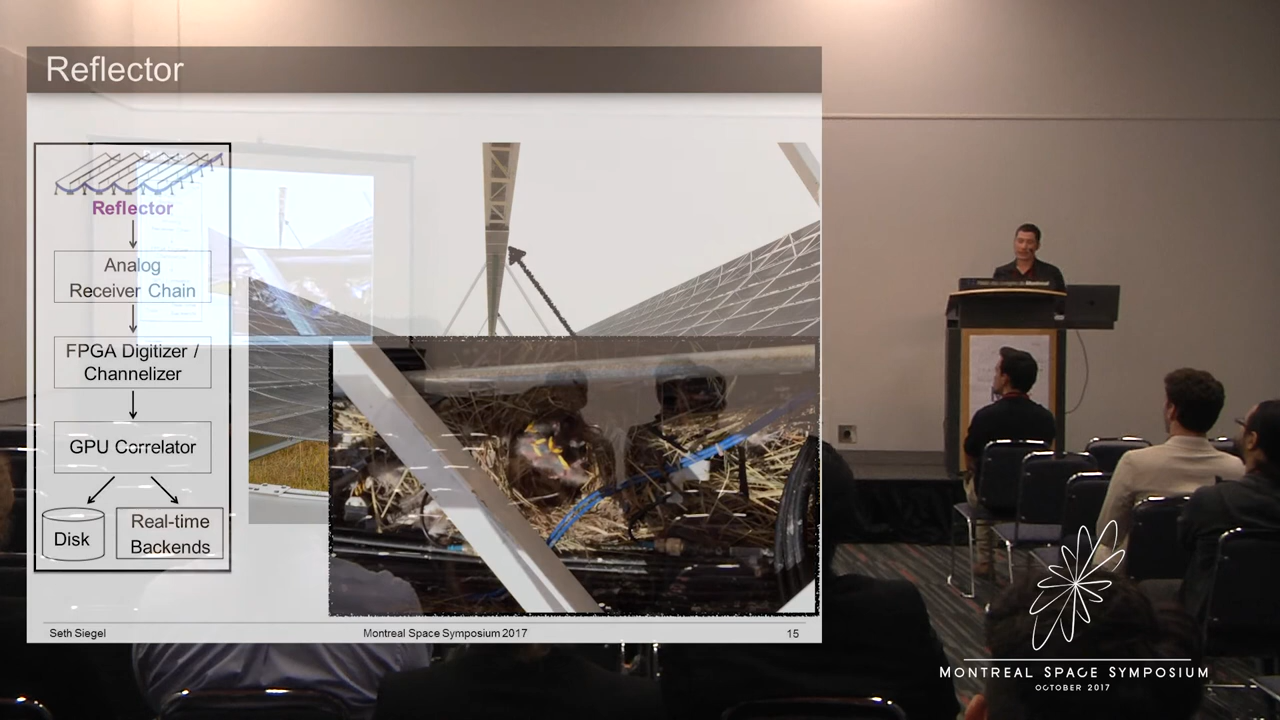 Reflector
Reflector
Analog
Receiver Chain
FPGA Digitizer /
Channelizer
GPU Correlator
Disk
Real-time
Backends
Seth Siegel
Montreal Space Symposium 2017
15
MONTREAL SPACE SYMPOSIUM
OCTOBER 2017